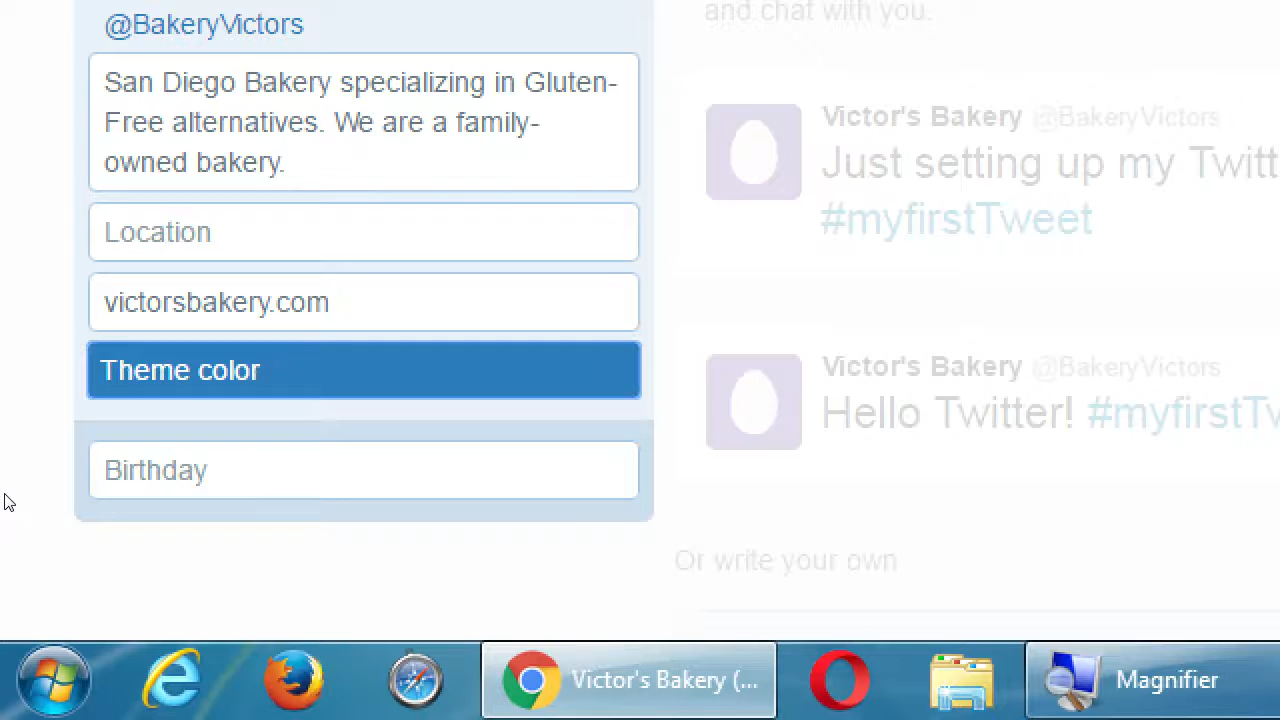 @BakeryVictors
San Diego Bakery specializing in Gluten-
Free alternatives. We are a family-
owned bakery.
Location
victorsbakery.com
Theme color
Birthday
and chat with you.
Victor's Bakery @BakeryVictors
Just setting up my Twitt
#myfirstTweet
Victor's Bakery @BakeryVictors
Hello Twitter! #myfirstTw
Or write your own
Victor's Bakery (...
Magnifier